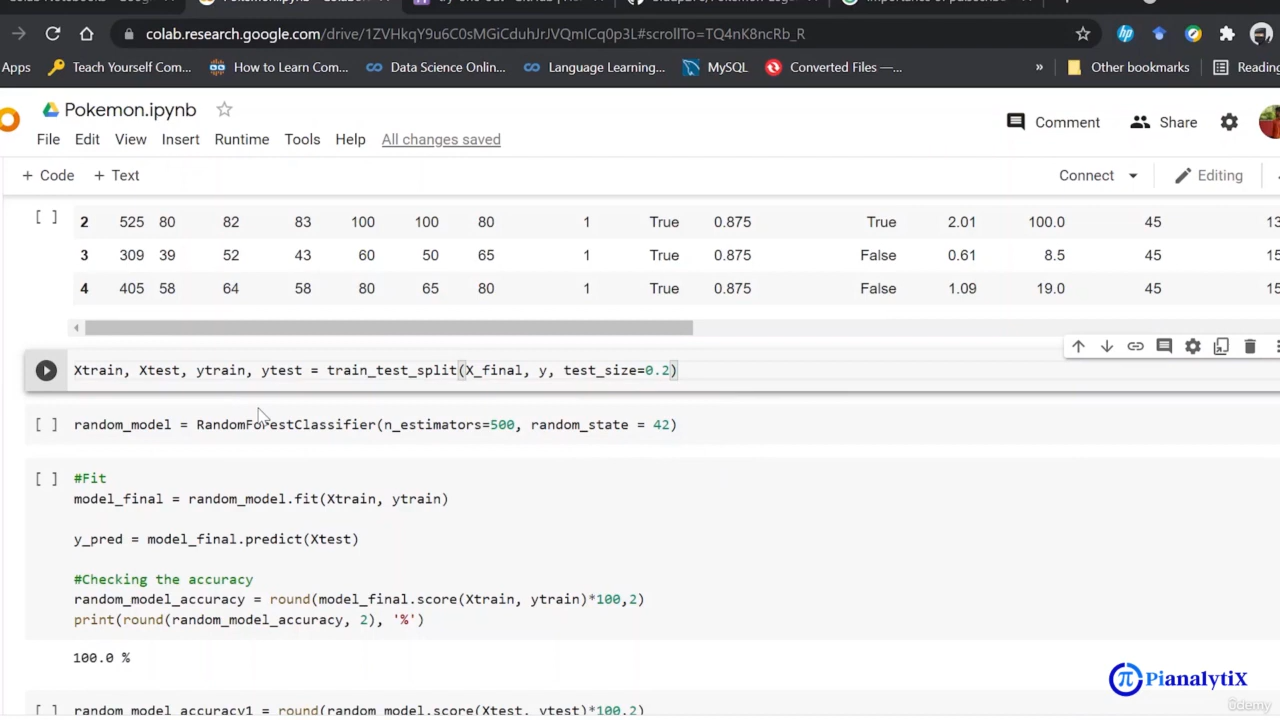 colab.research.google.com/drive/1ZVHkqY9u6C0sMGiCduhJrJVQmICq0p3L#scrollTo=TQ4nK8ncRb_R
Apps Teach Yourself Com... How to Learn Com... Data Science Onlin... Language Learning... MySQL Converted Files —... » Other bookmarks Reading
Pokemon.ipynb
Comment Share
File Edit View Insert Runtime Tools Help All changes saved
+ Code + Text Connect Editing
[ ] 2 525 80 82 83 100 100 80 1 True 0.875 True 2.01 100.0 45 13
3 309 39 52 43 60 50 65 1 True 0.875 False 0.61 8.5 45 15
4 405 58 64 58 80 65 80 1 True 0.875 False 1.09 19.0 45 15
Xtrain, Xtest, ytrain, ytest = train_test_split(X_final, y, test_size=0.2)
[ ] random_model = RandomForestClassifier(n_estimators=500, random_state = 42)
[ ] #Fit
model_final = random_model.fit(Xtrain, ytrain)
y_pred = model_final.predict(Xtest)
#Checking the accuracy
random_model_accuracy = round(model_final.score(Xtrain, ytrain)*100,2)
print(round(random_model_accuracy, 2), '%')
100.0 %
PianalytiX
[ ] random_model_accuracy1 = round(random_model.score(Xtest, ytest)*100,2)
ûdemy